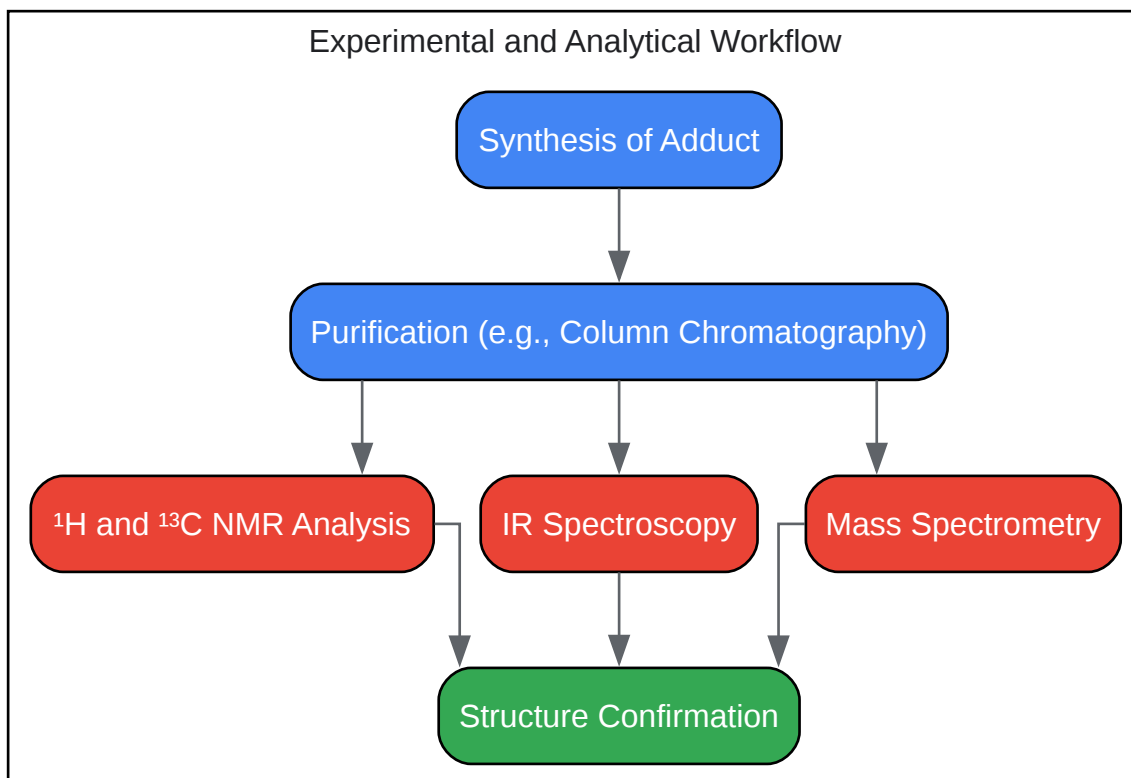 Experimental and Analytical Workflow
Synthesis of Adduct
Purification (e.g., Column Chromatography)
¹H and ¹³C NMR Analysis
IR Spectroscopy
Mass Spectrometry
Structure Confirmation